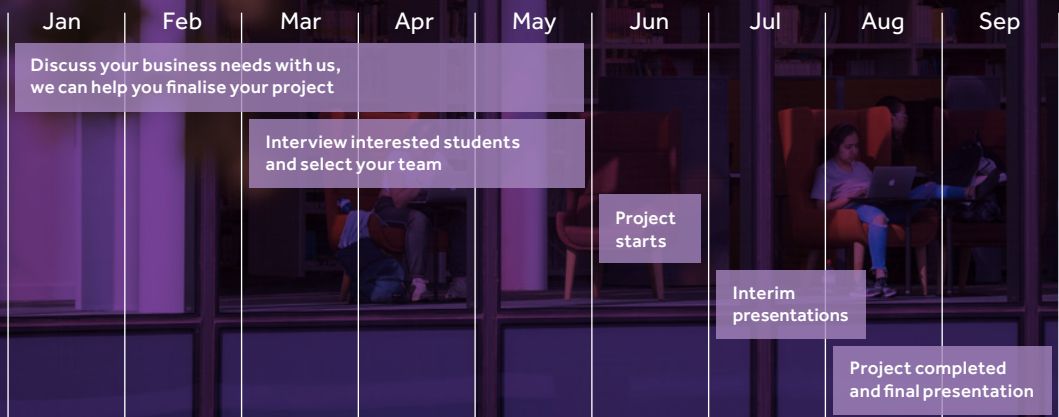 Jan Feb Mar Apr May Jun Jul Aug Sep
Discuss your business needs with us,
we can help you finalise your project
Interview interested students
and select your team
Project
starts
Interim
presentations
Project completed
and final presentation